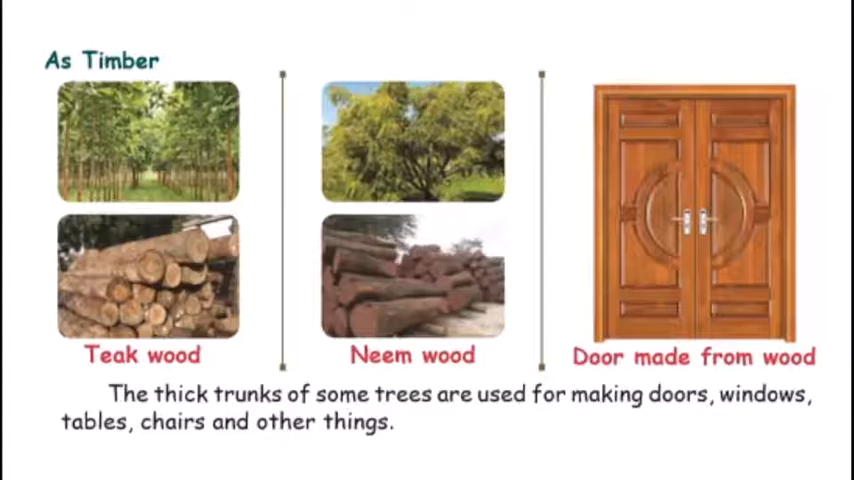 As Timber
Teak wood
Neem wood
Door made from wood
The thick trunks of some trees are used for making doors, windows,
tables, chairs and other things.